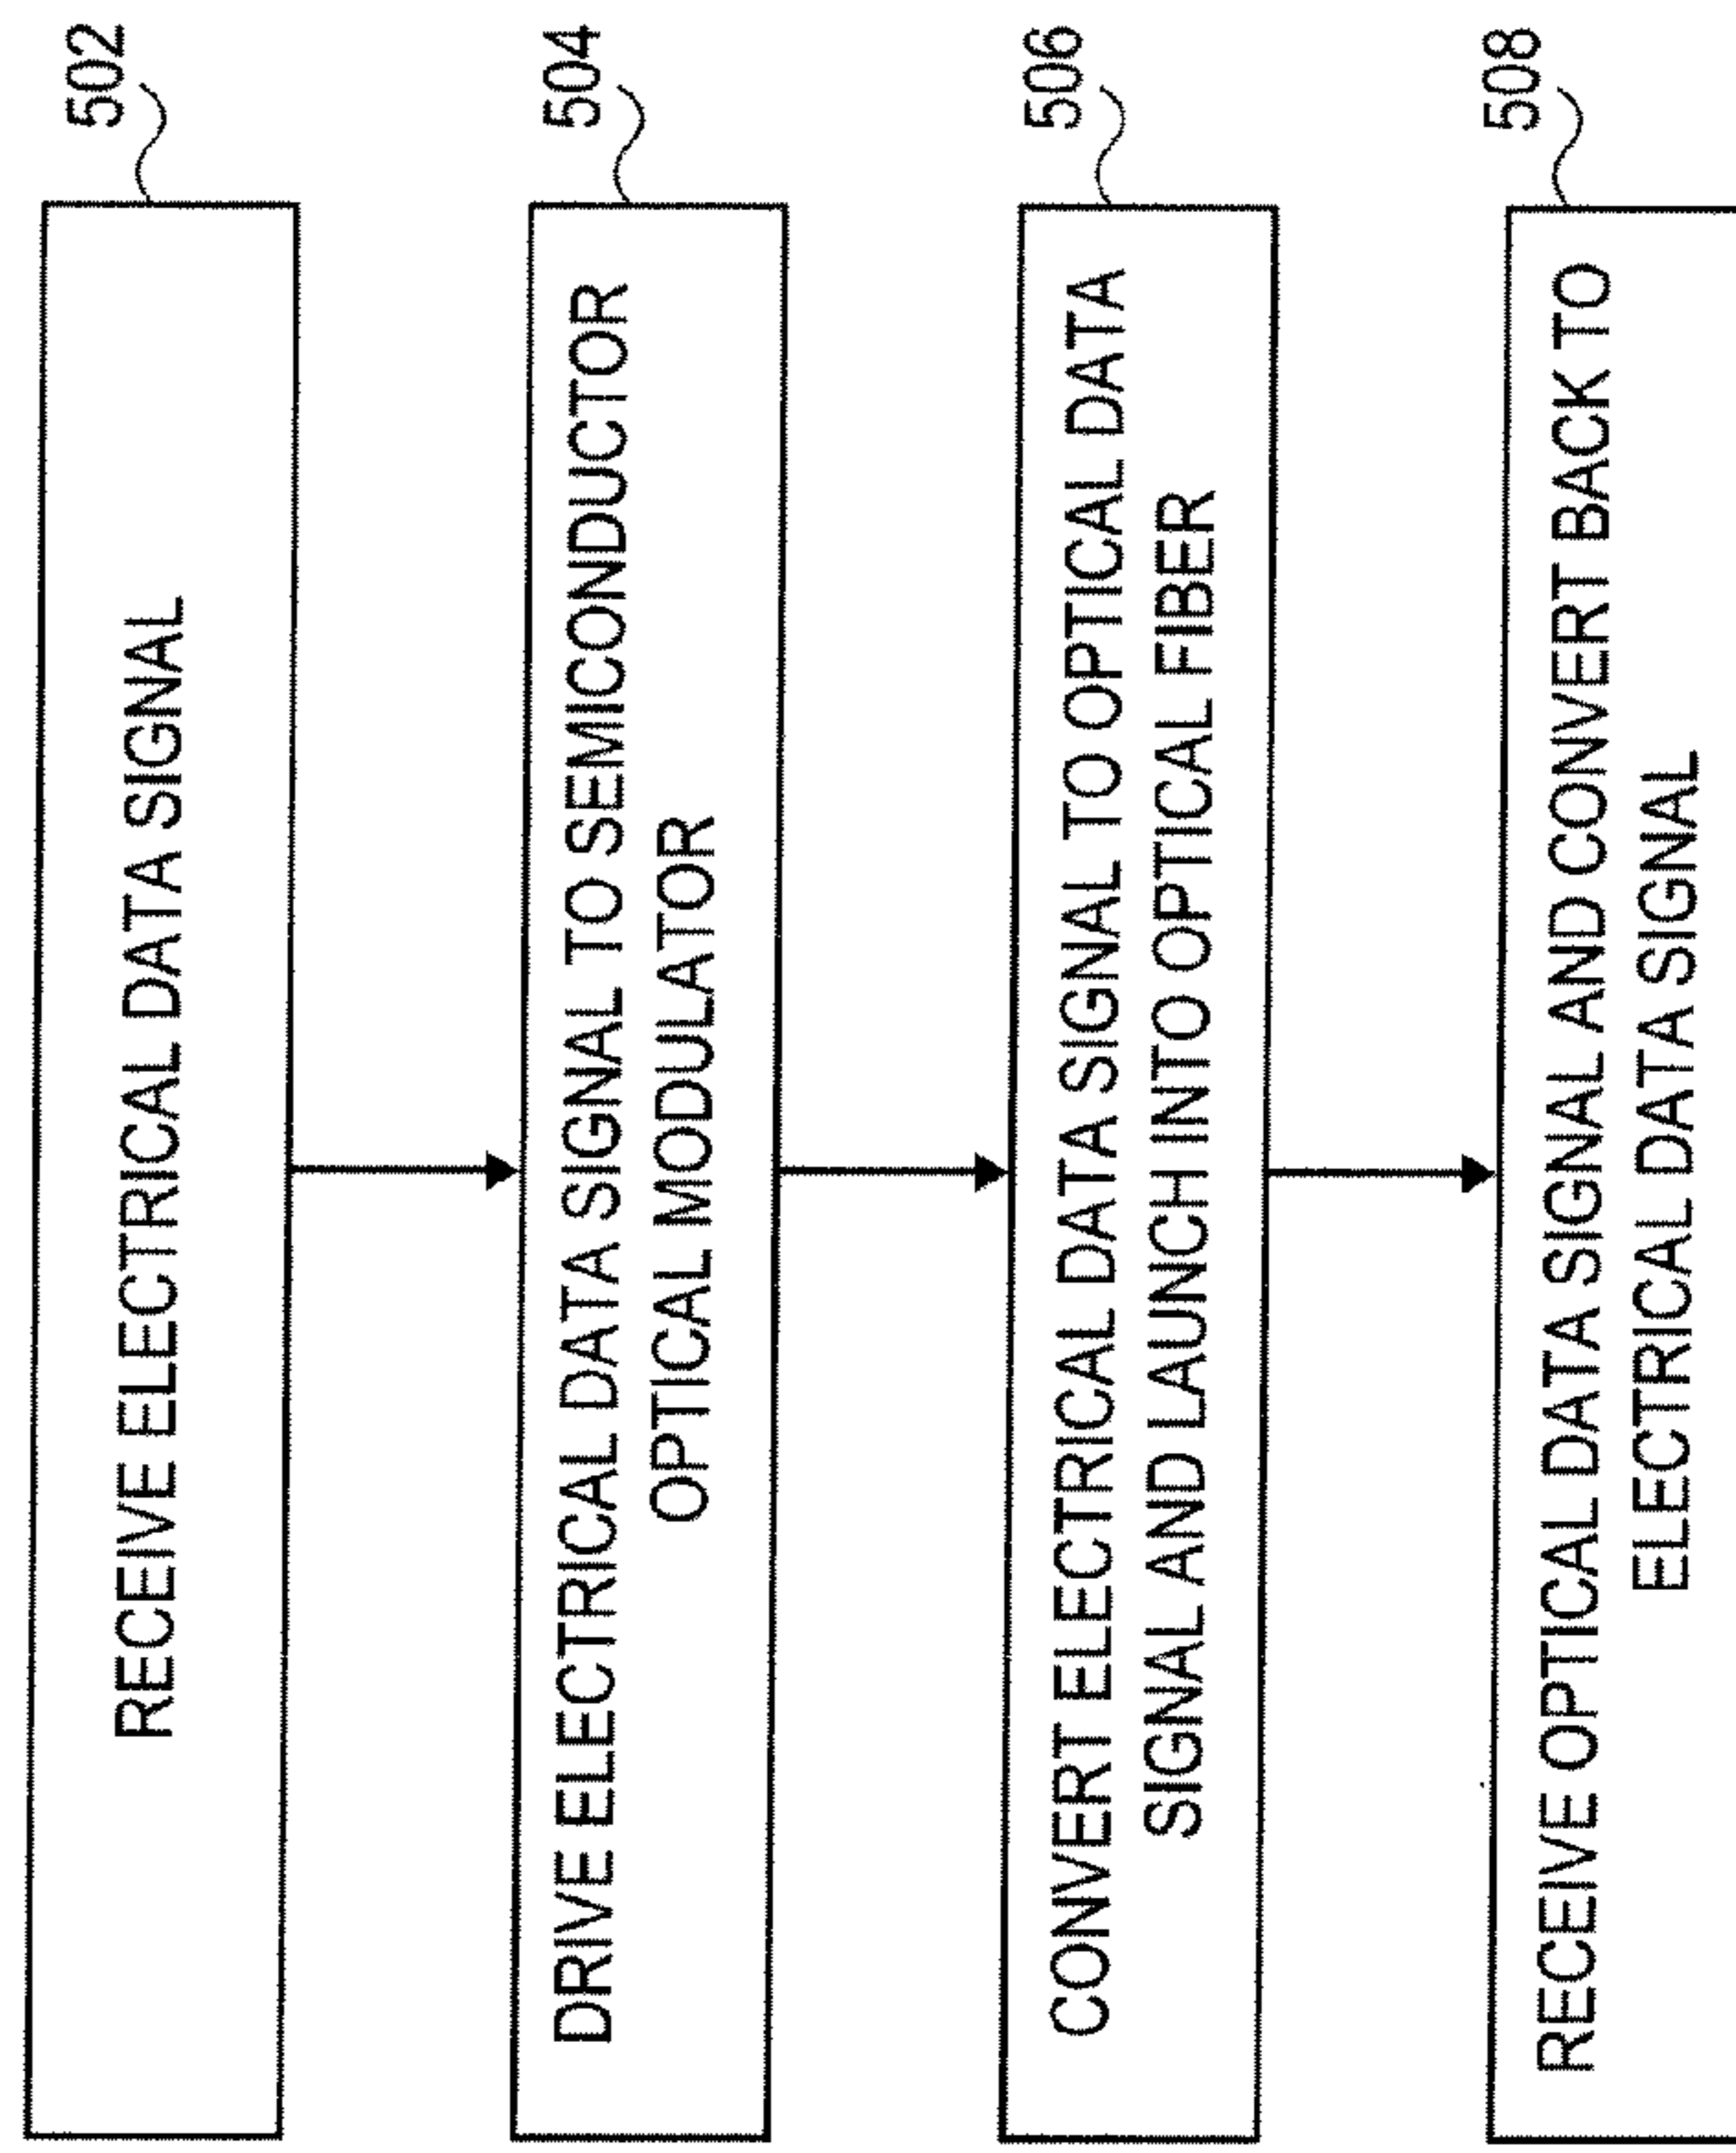 502
RECEIVE ELECTRICAL DATA SIGNAL
504
DRIVE ELECTRICAL DATA SIGNAL TO SEMICONDUCTOR
OPTICAL MODULATOR
506
CONVERT ELECTRICAL DATA SIGNAL TO OPTICAL DATA
SIGNAL AND LAUNCH INTO OPTICAL FIBER
508
RECEIVE OPTICAL DATA SIGNAL AND CONVERT BACK TO
ELECTRICAL DATA SIGNAL